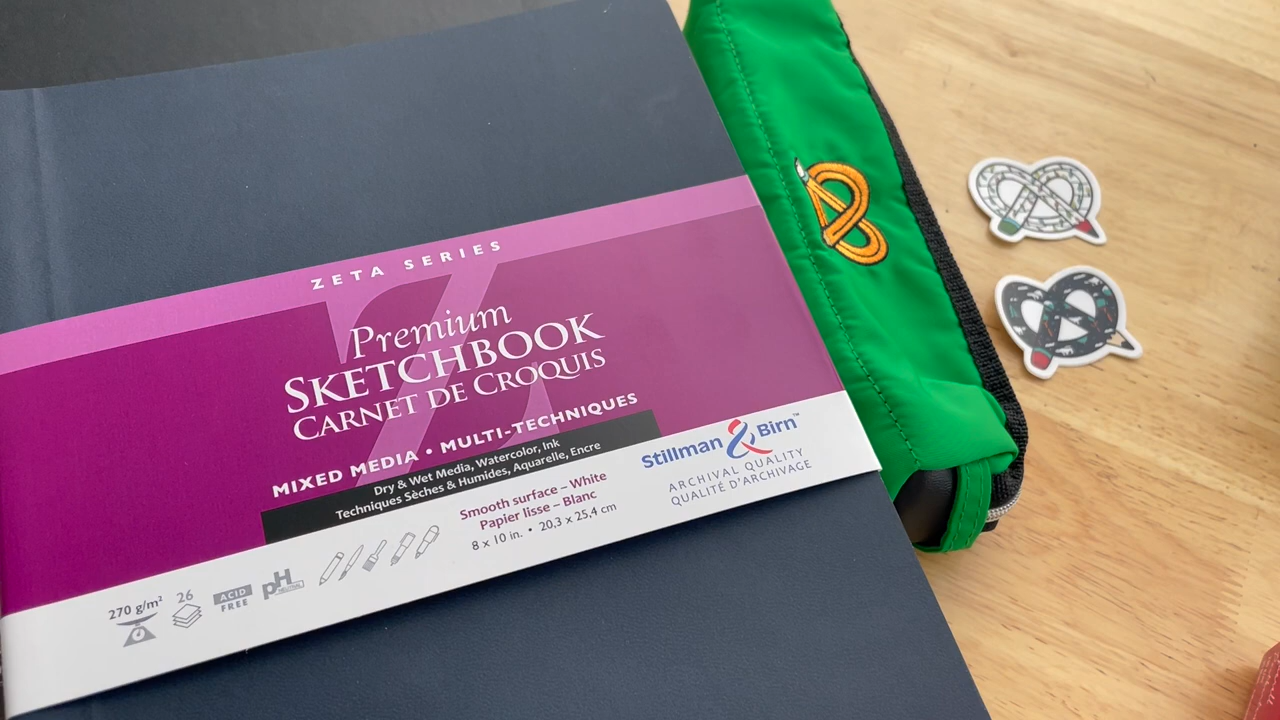 ZETA SERIES
Premium
SKETCHBOOK
CARNET DE CROQUIS
MIXED MEDIA • MULTI-TECHNIQUES
Dry & Wet Media, Watercolor, Ink
Techniques Sèches & Humides, Aquarelle, Encre
Smooth surface – White
Papier lisse – Blanc
8 x 10 in. • 20,3 x 25,4 cm
Stillman & Birn™
ARCHIVAL QUALITY
QUALITÉ D'ARCHIVAGE
270 g/m²
26
ACID
FREE
pH
NEUTRAL